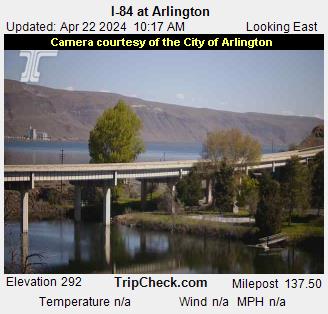 I-84 at Arlington
Updated: Apr 22 2024 10:17 AM Looking East
Camera courtesy of the City of Arlington
Elevation 292 TripCheck.com Milepost 137.50
Temperature n/a Wind n/a MPH n/a